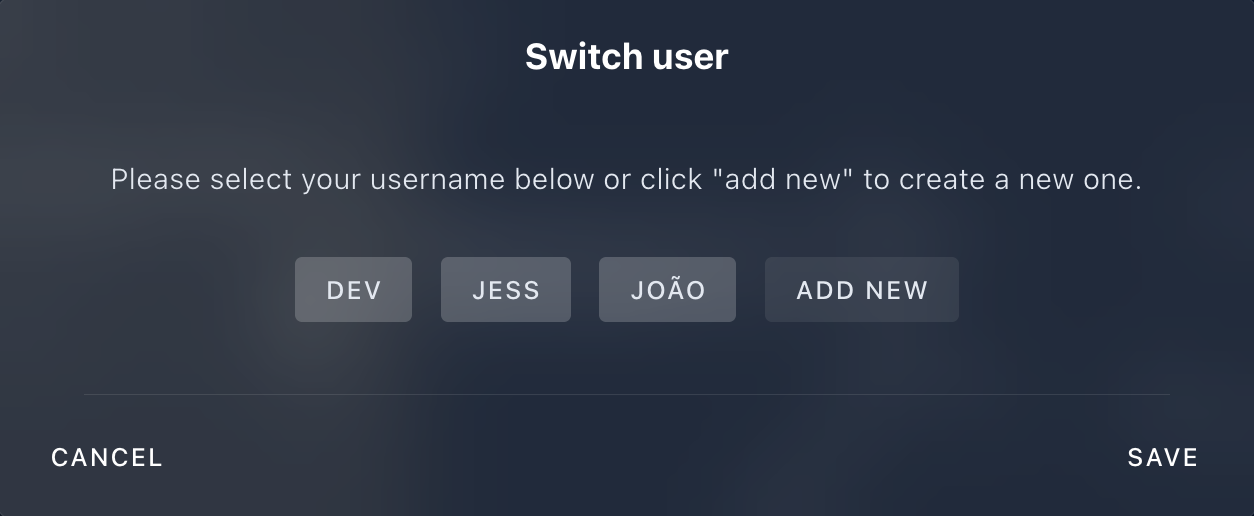 Switch user
Please select your username below or click "add new" to create a new one.
DEV JESS JOÃO ADD NEW
CANCEL SAVE